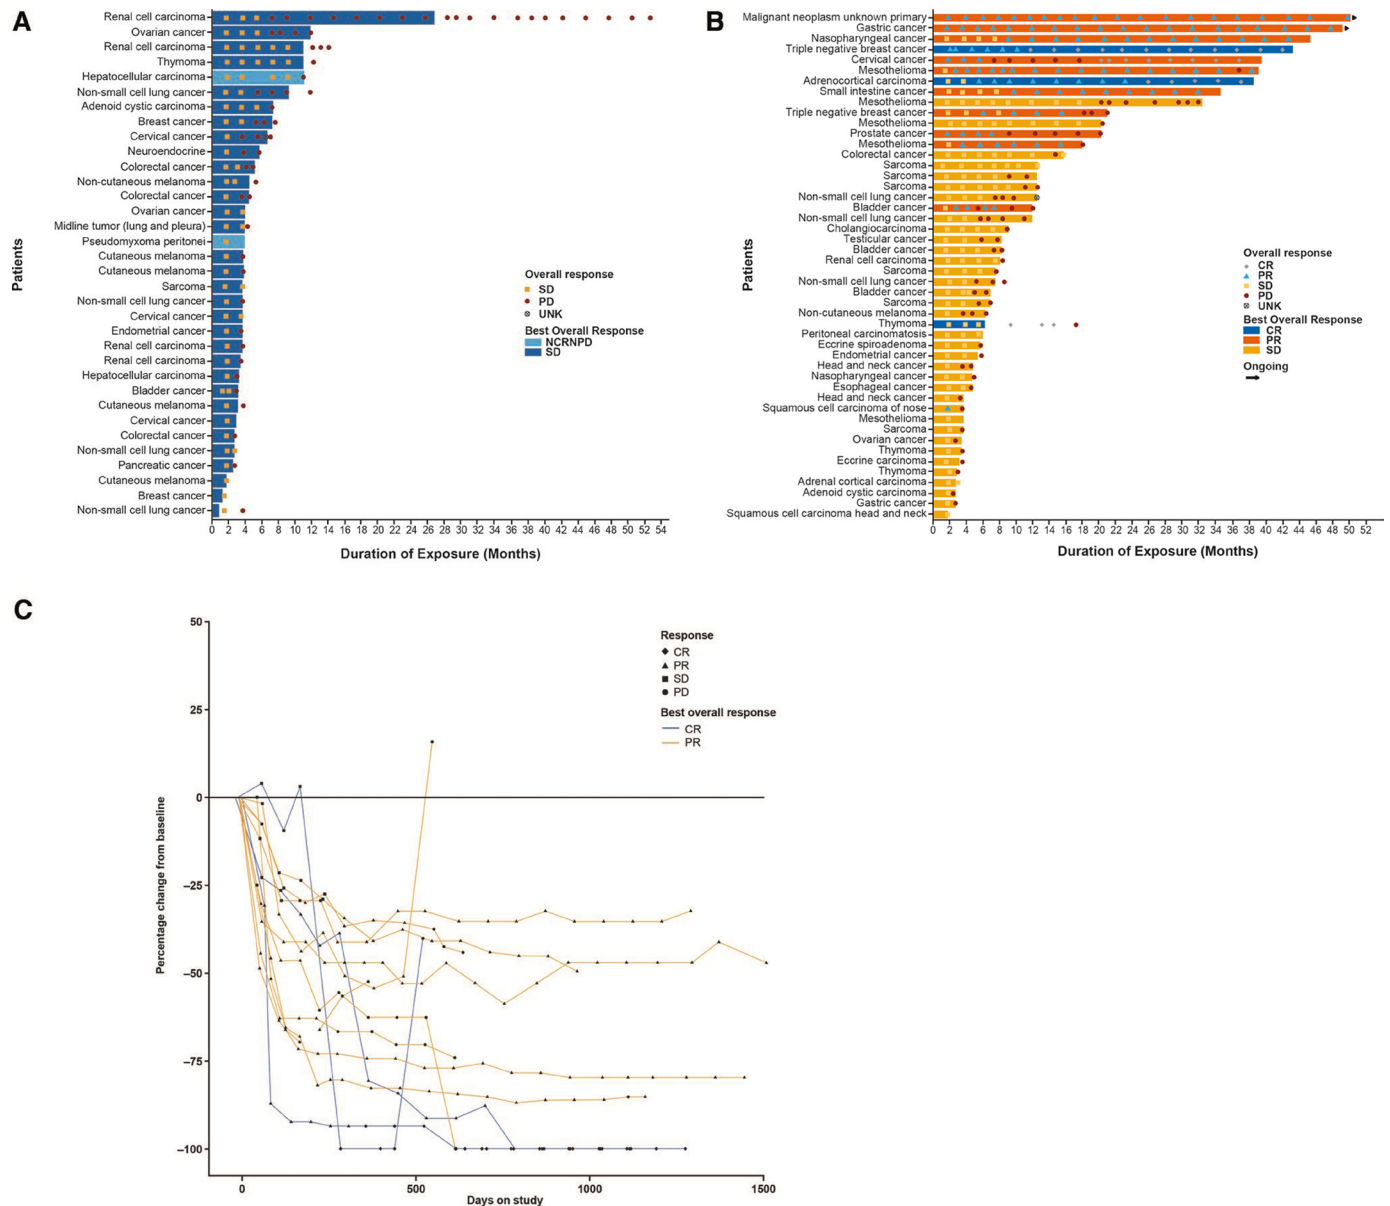 A
Renal cell carcinoma
Ovarian cancer
Renal cell carcinoma
Thymoma
Hepatocellular carcinoma
Non-small cell lung cancer
Adenoid cystic carcinoma
Breast cancer
Cervical cancer
Neuroendocrine
Colorectal cancer
Non-cutaneous melanoma
Colorectal cancer
Ovarian cancer
Midline tumor (lung and pleura)
Pseudomyxoma peritonei
Cutaneous melanoma
Cutaneous melanoma
Sarcoma
Non-small cell lung cancer
Cervical cancer
Endometrial cancer
Renal cell carcinoma
Renal cell carcinoma
Hepatocellular carcinoma
Bladder cancer
Cutaneous melanoma
Cervical cancer
Colorectal cancer
Non-small cell lung cancer
Pancreatic cancer
Cutaneous melanoma
Breast cancer
Non-small cell lung cancer
Patients
Overall response
SD
PD
UNK
Best Overall Response
NCRNPD
SD
0 2 4 6 8 10 12 14 16 18 20 22 24 26 28 30 32 34 36 38 40 42 44 46 48 50 52 54
Duration of Exposure (Months)
B
Malignant neoplasm unknown primary
Gastric cancer
Nasopharyngeal cancer
Triple negative breast cancer
Cervical cancer
Mesothelioma
Adrenocortical carcinoma
Small intestine cancer
Mesothelioma
Triple negative breast cancer
Mesothelioma
Prostate cancer
Mesothelioma
Colorectal cancer
Sarcoma
Sarcoma
Sarcoma
Non-small cell lung cancer
Bladder cancer
Non-small cell lung cancer
Cholangiocarcinoma
Testicular cancer
Bladder cancer
Renal cell carcinoma
Sarcoma
Non-small cell lung cancer
Bladder cancer
Sarcoma
Non-cutaneous melanoma
Thymoma
Peritoneal carcinomatosis
Eccrine spiroadenoma
Endometrial cancer
Head and neck cancer
Nasopharyngeal cancer
Esophageal cancer
Head and neck cancer
Squamous cell carcinoma of nose
Mesothelioma
Sarcoma
Ovarian cancer
Thymoma
Eccrine carcinoma
Thymoma
Adrenal cortical carcinoma
Adenoid cystic carcinoma
Gastric cancer
Squamous cell carcinoma head and neck
Patients
Overall response
CR
PR
SD
PD
UNK
Best Overall Response
CR
PR
SD
Ongoing
0 2 4 6 8 10 12 14 16 18 20 22 24 26 28 30 32 34 36 38 40 42 44 46 48 50 52
Duration of Exposure (Months)
C
50
25
0
−25
−50
−75
−100
Percentage change from baseline
Response
CR
PR
SD
PD
Best overall response
CR
PR
0 500 1000 1500
Days on study